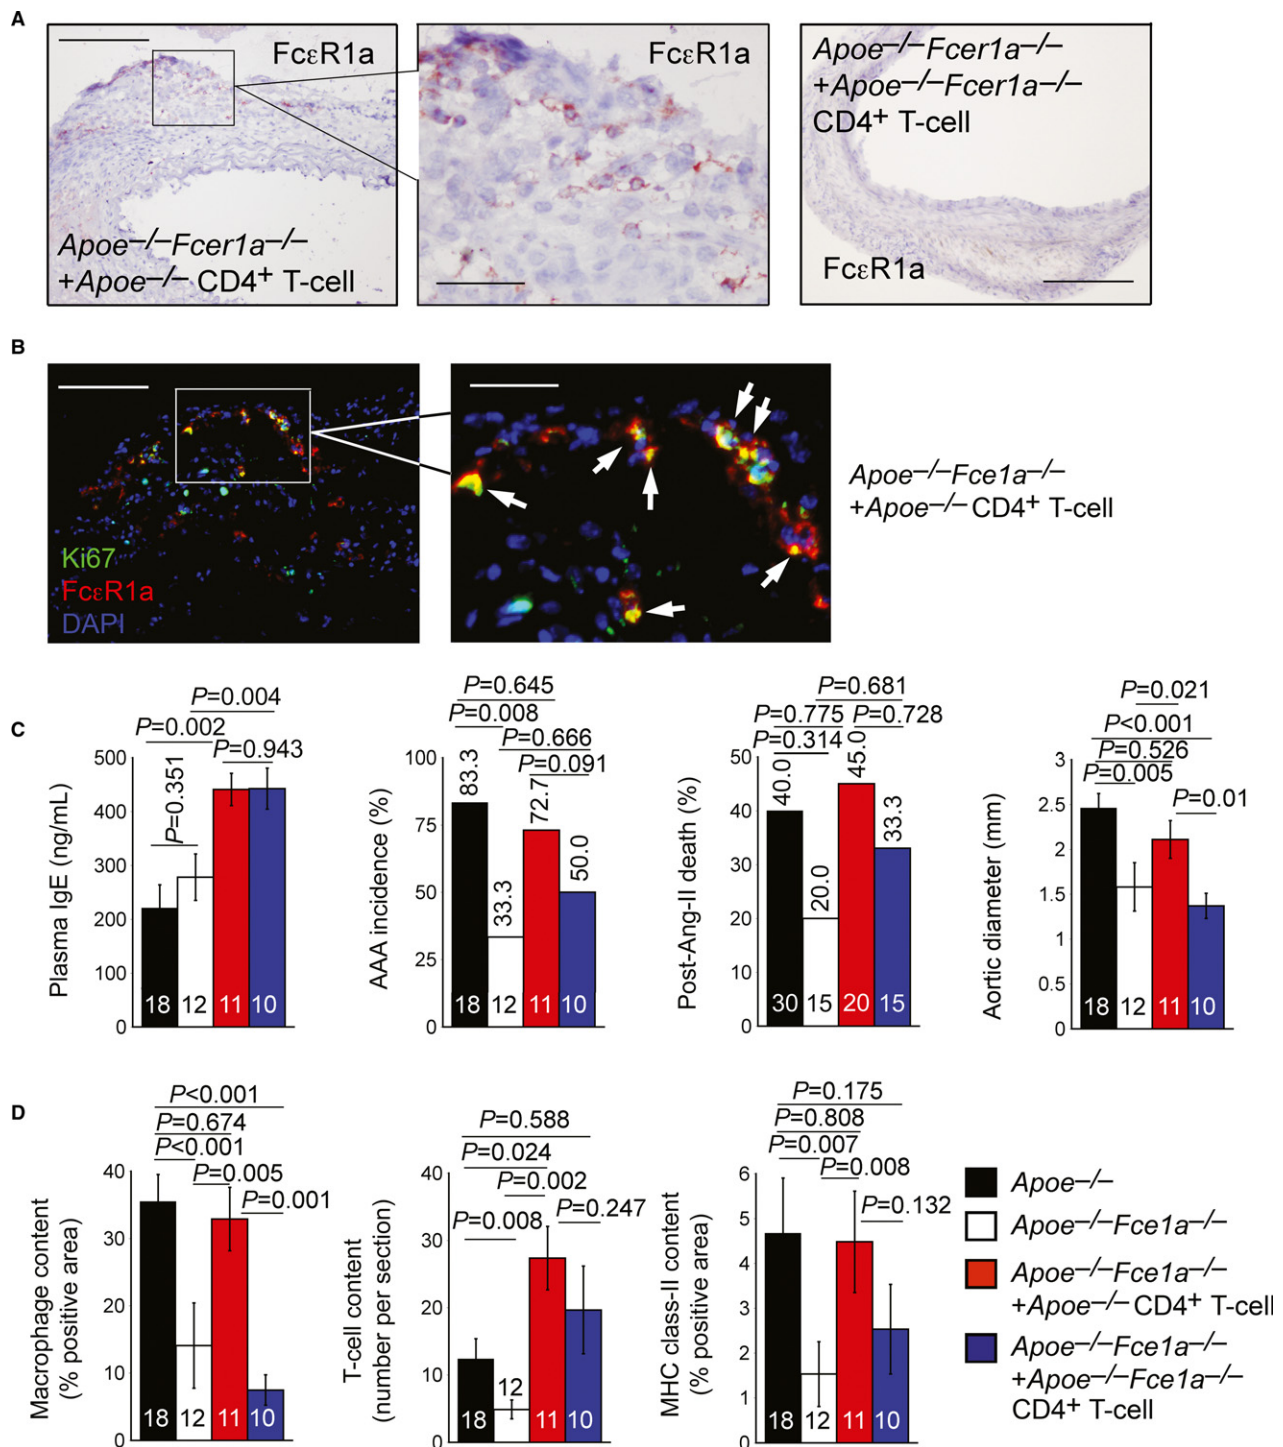 A
FcεR1a
Apoe–/–Fcer1a–/–
+Apoe–/– CD4+ T-cell
FcεR1a
Apoe–/–Fcer1a–/–
+Apoe–/–Fcer1a–/–
CD4+ T-cell
FcεR1a
B
Ki67
FcεR1a
DAPI
Apoe–/–Fce1a–/–
+Apoe–/– CD4+ T-cell
C
P=0.004
P=0.002
P=0.943
P=0.351
Plasma IgE (ng/mL)
500
400
300
200
100
0
18 12 11 10
P=0.645
P=0.008
P=0.666
P=0.091
AAA incidence (%)
100
75
50
25
0
83.3 33.3 72.7 50.0
18 12 11 10
P=0.681
P=0.775 P=0.728
P=0.314
Post-Ang-II death (%)
50
40
30
20
10
0
40.0 20.0 45.0 33.3
30 15 20 15
P=0.021
P<0.001
P=0.526
P=0.005
P=0.01
Aortic diameter (mm)
3
2.5
2
1.5
1
0.5
0
18 12 11 10
D
P<0.001
P=0.674
P<0.001
P=0.005
P=0.001
Macrophage content
(% positive area)
40
30
20
10
0
18 12 11 10
P=0.588
P=0.024
P=0.002
P=0.008
P=0.247
T-cell content
(number per section)
40
30
20
10
0
18 12 11 10
P=0.175
P=0.808
P=0.007
P=0.008
P=0.132
MHC class-II content
(% positive area)
6
5
4
3
2
1
0
18 12 11 10
Apoe–/–
Apoe–/–Fce1a–/–
Apoe–/–Fce1a–/–
+Apoe–/– CD4+ T-cell
Apoe–/–Fce1a–/–
+Apoe–/–Fce1a–/–
CD4+ T-cell